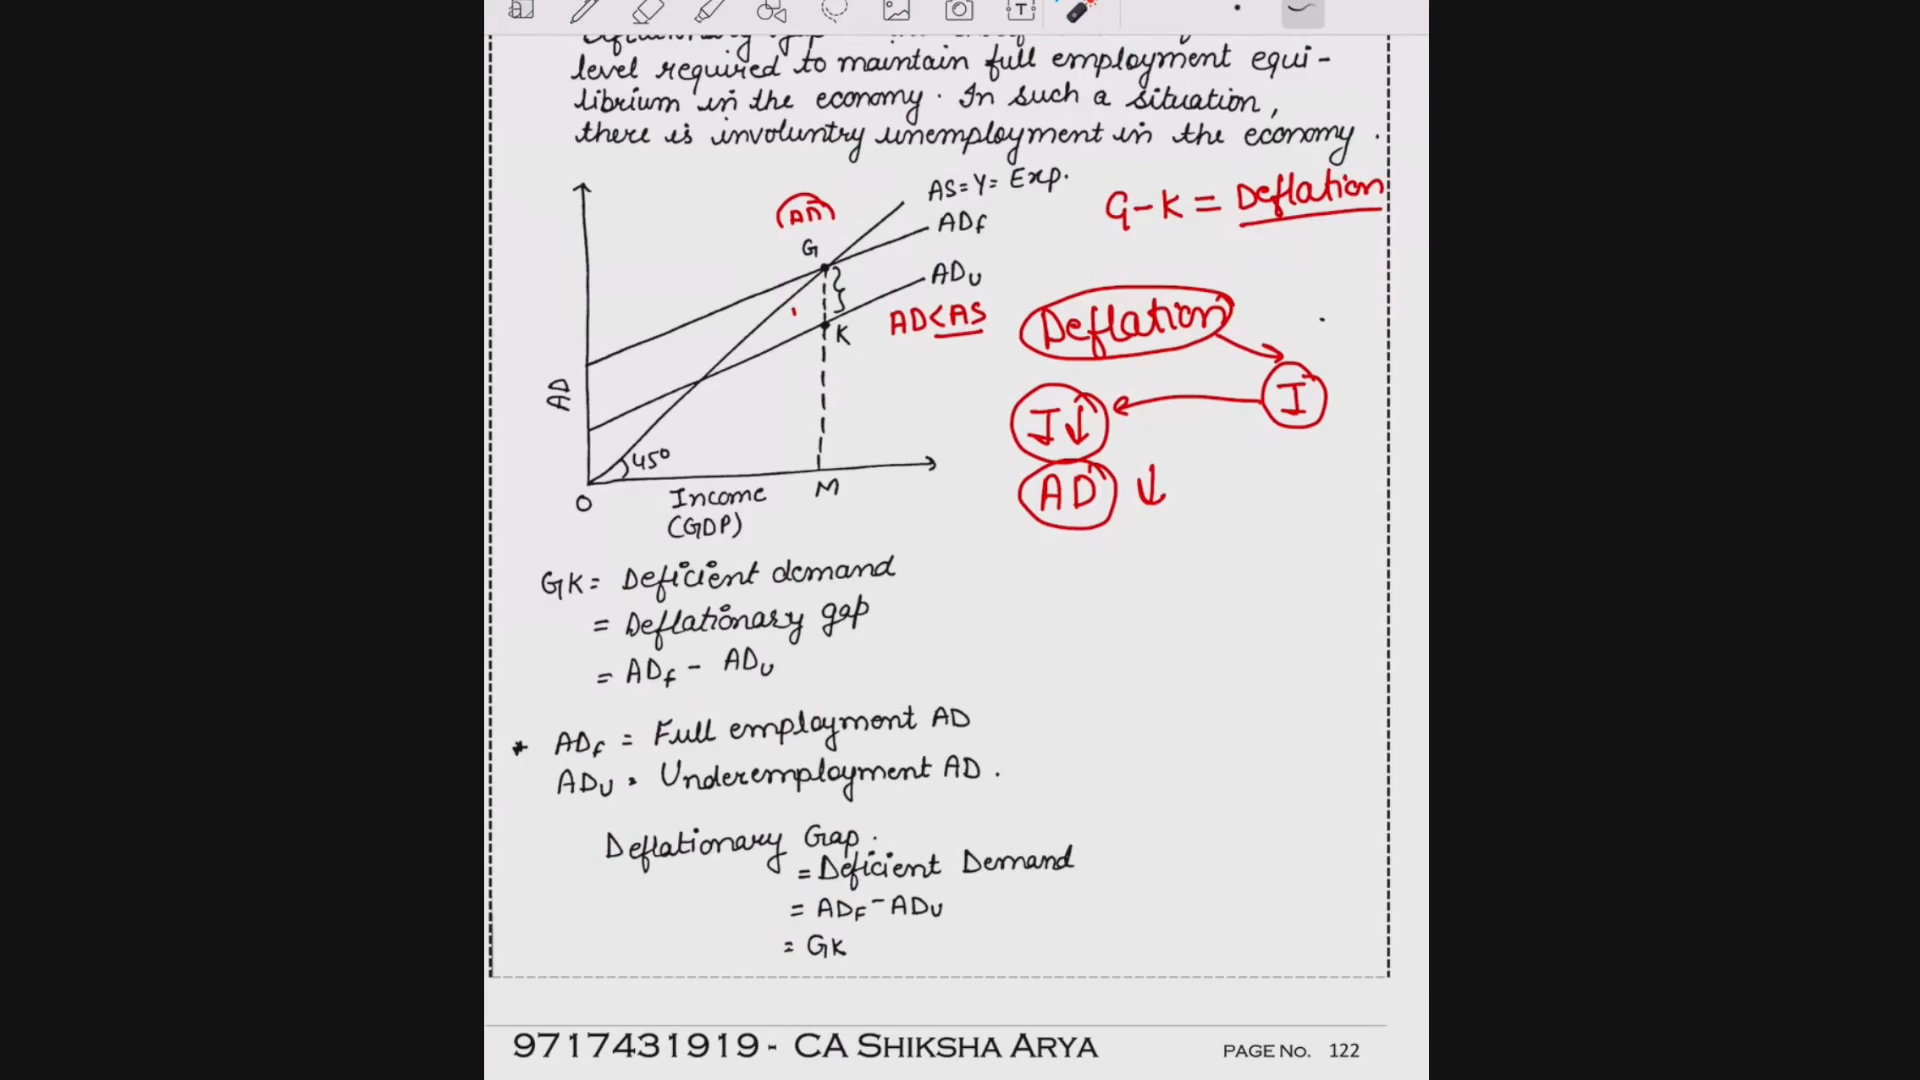 level required to maintain full employment equi-
librium in the economy. In such a situation,
there is involuntry unemployment in the economy.
AS=Y= Exp.
G-K = Deflation
AD
ADF
G
ADU
AD<AS
K
Deflation
I
I↓
AD ↓
AD
45°
O
Income
M
(GDP)
GK= Deficient demand
= Deflationary gap
= ADF - ADU
* ADF = Full employment AD
ADU = Underemployment AD.
Deflationary Gap.
= Deficient Demand
= ADF - ADU
= GK
9717431919- CA SHIKSHA ARYA
PAGE NO. 122